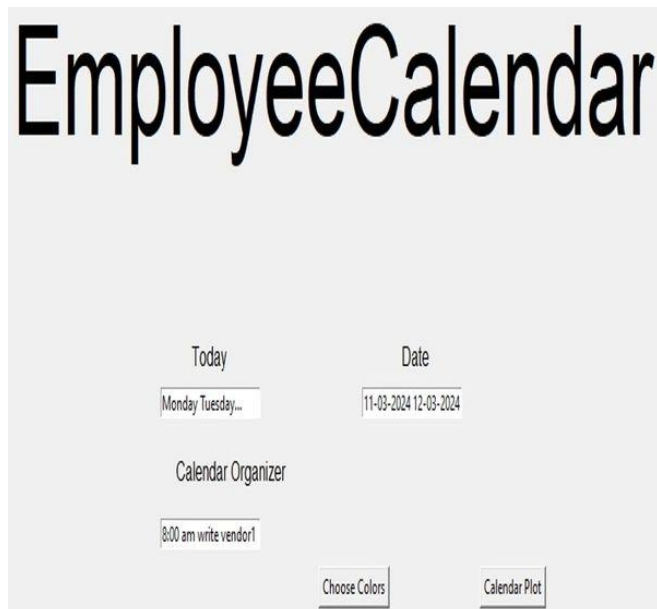 EmployeeCalendar
Today Date
Monday Tuesday... 11-03-2024 12-03-2024
Calendar Organizer
8:00 am write vendor1
Choose Colors Calendar Plot